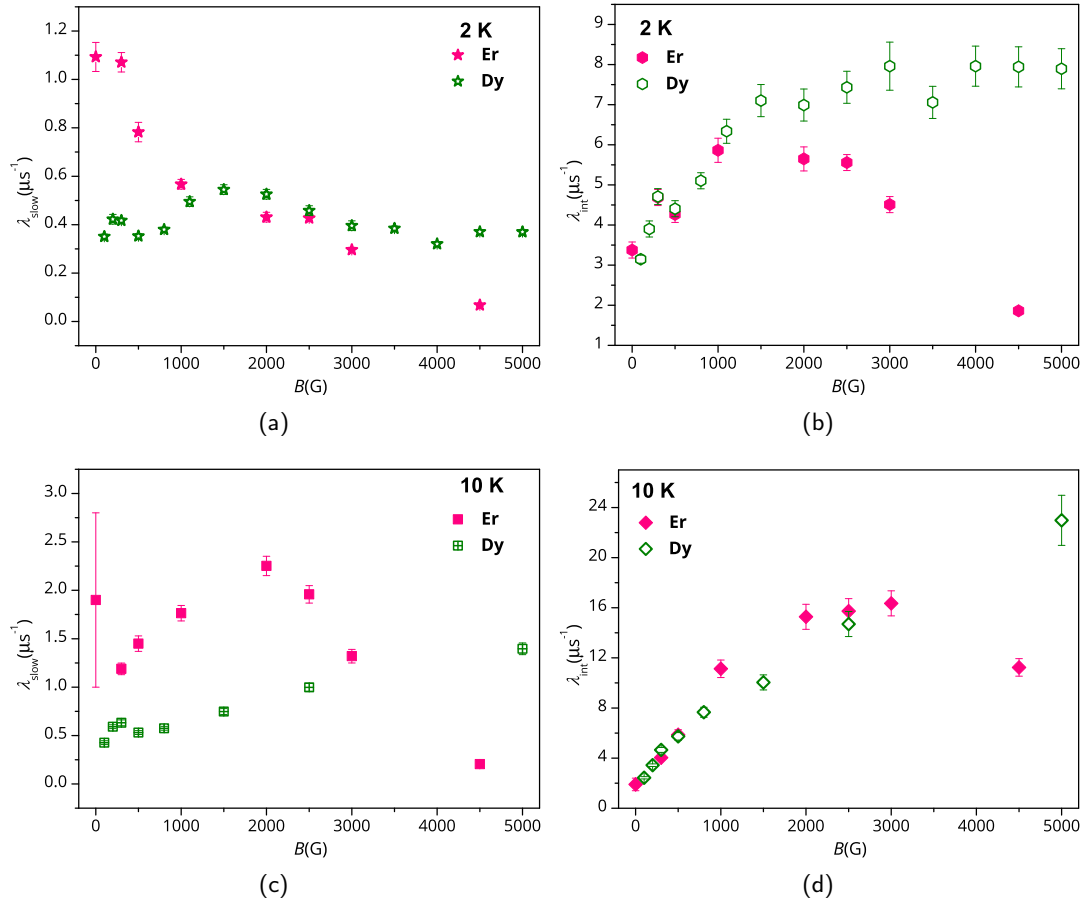 2 K
Er
Dy
λslow(μs-1)
1.2
1.0
0.8
0.6
0.4
0.2
0.0
0 1000 2000 3000 4000 5000
B(G)
(a)
2 K
Er
Dy
λint(μs-1)
9
8
7
6
5
4
3
2
1
0 1000 2000 3000 4000 5000
B(G)
(b)
10 K
Er
Dy
λslow(μs-1)
3.0
2.5
2.0
1.5
1.0
0.5
0.0
0 1000 2000 3000 4000 5000
B(G)
(c)
10 K
Er
Dy
λint(μs-1)
24
20
16
12
8
4
0
0 1000 2000 3000 4000 5000
B(G)
(d)